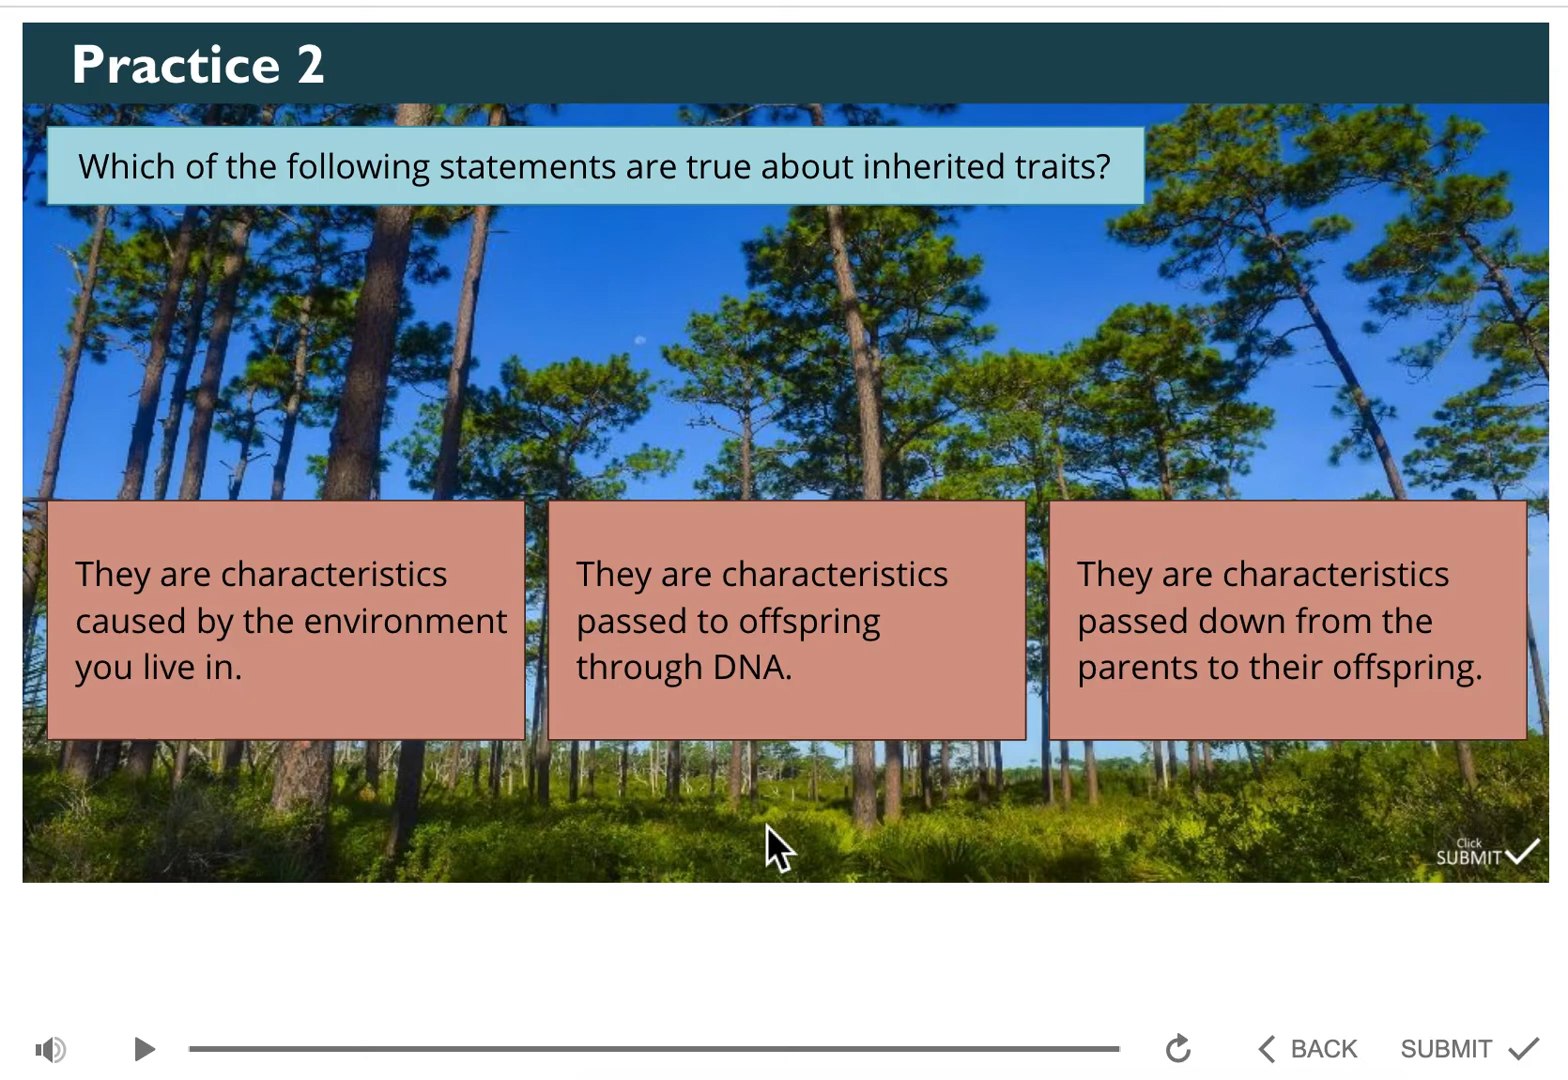 Practice 2
Which of the following statements are true about inherited traits?
They are characteristics
caused by the environment
you live in.
They are characteristics
passed to offspring
through DNA.
They are characteristics
passed down from the
parents to their offspring.
Click
SUBMIT
BACK
SUBMIT